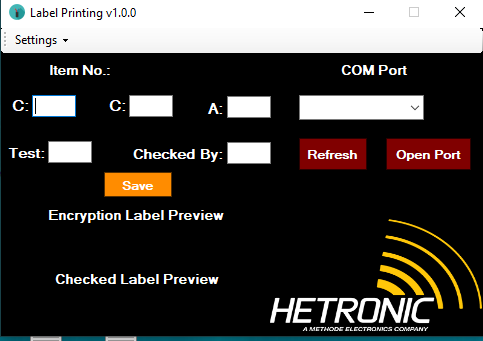 Label Printing v1.0.0
Settings
Item No.: COM Port
C: C: A:
Test: Checked By: Refresh Open Port
Save
Encryption Label Preview
Checked Label Preview
HETRONIC
A METHODE ELECTRONICS COMPANY